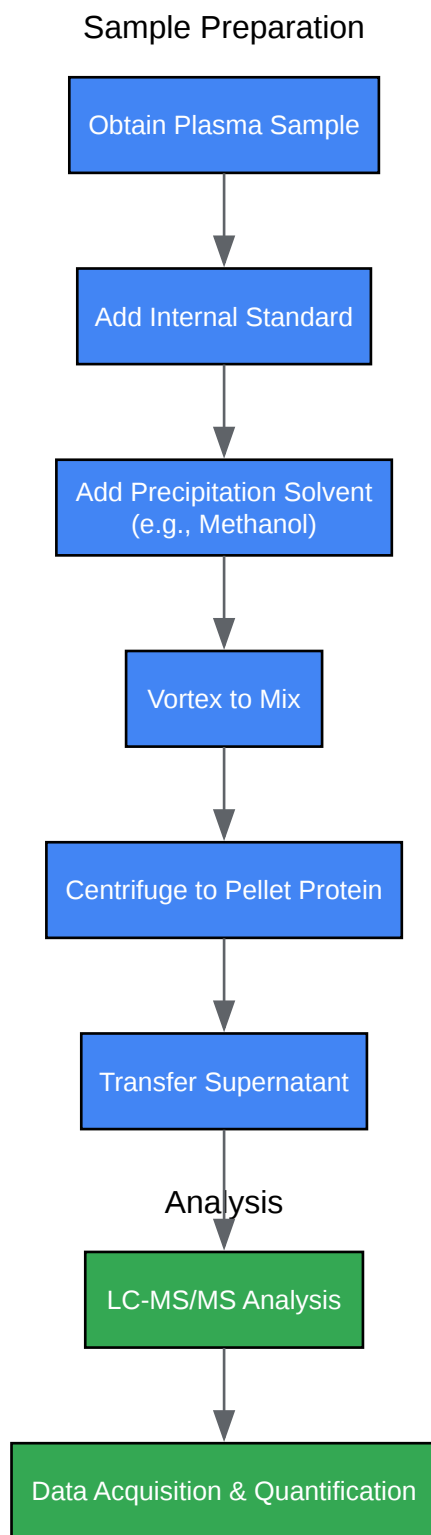 Sample Preparation
Obtain Plasma Sample
Add Internal Standard
Add Precipitation Solvent
(e.g., Methanol)
Vortex to Mix
Centrifuge to Pellet Protein
Transfer Supernatant
Analysis
LC-MS/MS Analysis
Data Acquisition & Quantification